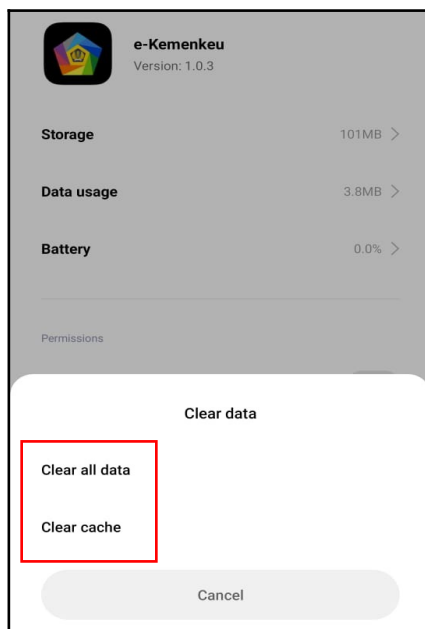 e-Kemenkeu
Version: 1.0.3
Storage 101MB
Data usage 3.8MB
Battery 0.0%
Permissions
Clear data
Clear all data
Clear cache
Cancel